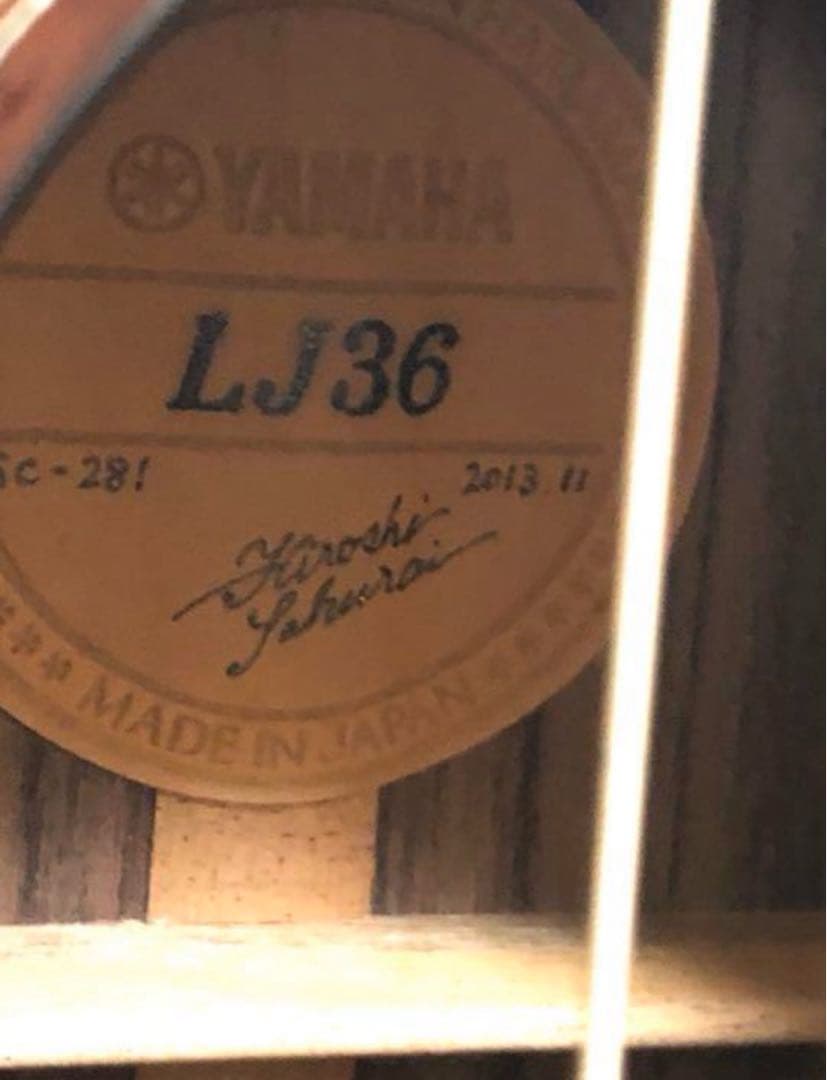 YAMAHA
LJ36
2013.11
Hiroshi
Sakurai
MADE IN JAPAN